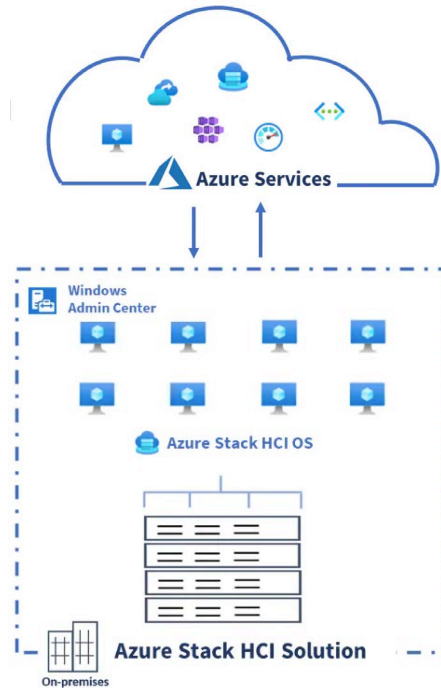 Azure Services
Windows
Admin Center
Azure Stack HCI OS
Azure Stack HCI Solution
On-premises